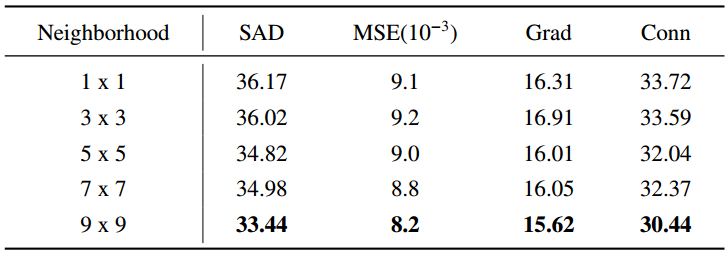 Neighborhood SAD MSE(10⁻³) Grad Conn
1 x 1 36.17 9.1 16.31 33.72
3 x 3 36.02 9.2 16.91 33.59
5 x 5 34.82 9.0 16.01 32.04
7 x 7 34.98 8.8 16.05 32.37
9 x 9 33.44 8.2 15.62 30.44